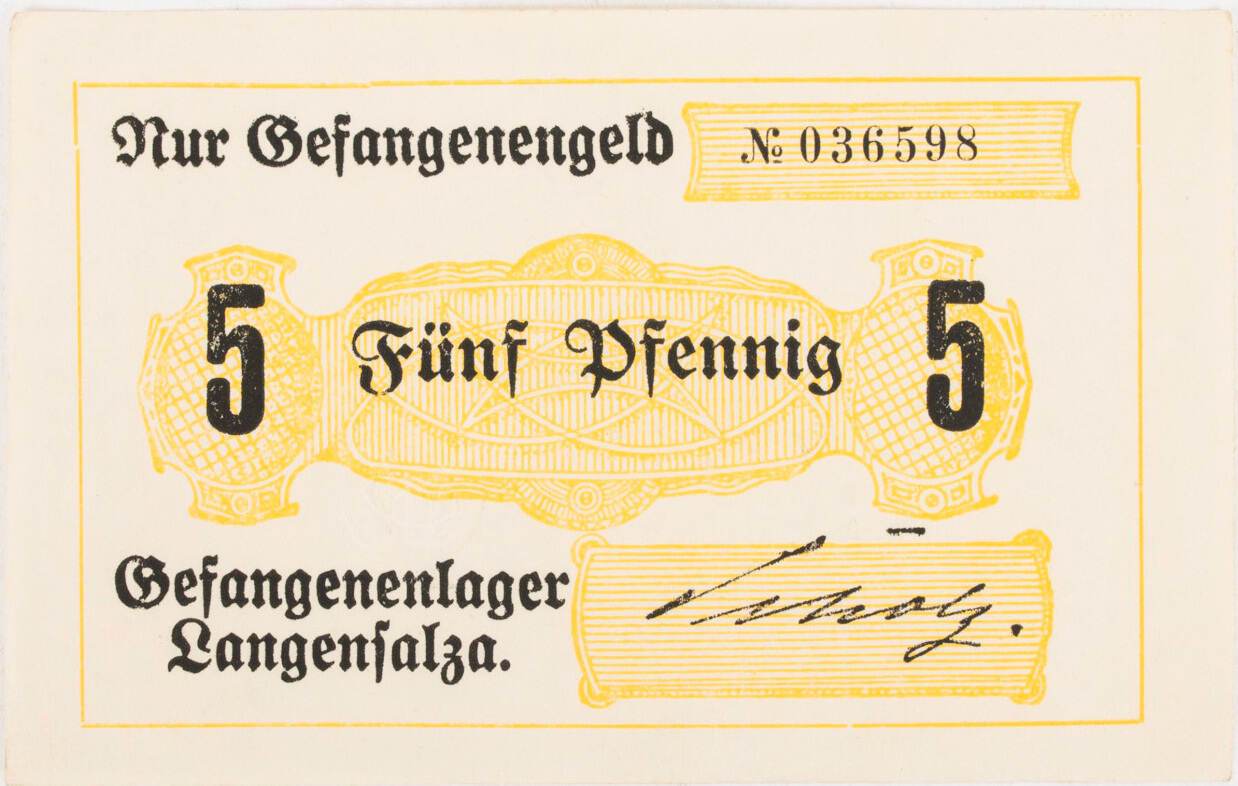 Nur Gefangenengeld № 036598
5 Fünf Pfennig 5
Gefangenenlager
Langenſalza.